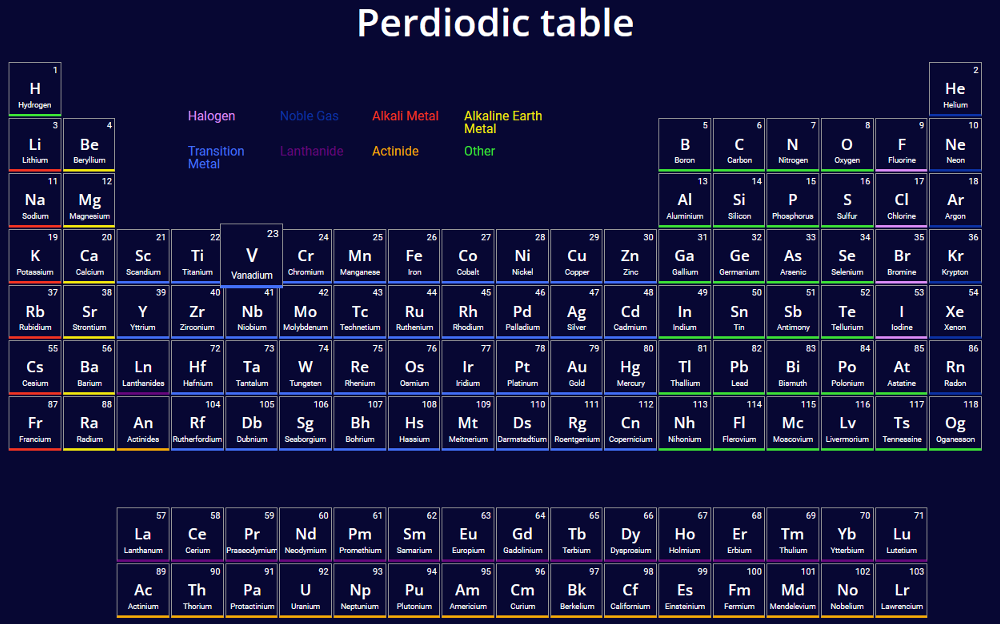 Perdiodic table
1 2
H He
Hydrogen Helium
Halogen Noble Gas Alkali Metal Alkaline Earth
Metal
Transition Lanthanide Actinide Other
Metal
3 4 5 6 7 8 9 10
Li Be B C N O F Ne
Lithium Beryllium Boron Carbon Nitrogen Oxygen Fluorine Neon
11 12 13 14 15 16 17 18
Na Mg Al Si P S Cl Ar
Sodium Magnesium Aluminium Silicon Phosphorus Sulfur Chlorine Argon
19 20 21 22 23 24 25 26 27 28 29 30 31 32 33 34 35 36
K Ca Sc Ti V Cr Mn Fe Co Ni Cu Zn Ga Ge As Se Br Kr
Potassium Calcium Scandium Titanium Vanadium Chromium Manganese Iron Cobalt Nickel Copper Zinc Gallium Germanium Arsenic Selenium Bromine Krypton
37 38 39 40 41 42 43 44 45 46 47 48 49 50 51 52 53 54
Rb Sr Y Zr Nb Mo Tc Ru Rh Pd Ag Cd In Sn Sb Te I Xe
Rubidium Strontium Yttrium Zirconium Niobium Molybdenum Technetium Ruthenium Rhodium Palladium Silver Cadmium Indium Tin Antimony Tellurium Iodine Xenon
55 56 72 73 74 75 76 77 78 79 80 81 82 83 84 85 86
Cs Ba Ln Hf Ta W Re Os Ir Pt Au Hg Tl Pb Bi Po At Rn
Cesium Barium Lanthanides Hafnium Tantalum Tungsten Rhenium Osmium Iridium Platinum Gold Mercury Thallium Lead Bismuth Polonium Astatine Radon
87 88 104 105 106 107 108 109 110 111 112 113 114 115 116 117 118
Fr Ra An Rf Db Sg Bh Hs Mt Ds Rg Cn Nh Fl Mc Lv Ts Og
Francium Radium Actinides Rutherfordium Dubnium Seaborgium Bohrium Hassium Meitnerium Darmstadtium Roentgenium Copernicium Nihonium Flerovium Moscovium Livermorium Tennessine Oganesson
57 58 59 60 61 62 63 64 65 66 67 68 69 70 71
La Ce Pr Nd Pm Sm Eu Gd Tb Dy Ho Er Tm Yb Lu
Lanthanum Cerium Praseodymium Neodymium Promethium Samarium Europium Gadolinium Terbium Dysprosium Holmium Erbium Thulium Ytterbium Lutetium
89 90 91 92 93 94 95 96 97 98 99 100 101 102 103
Ac Th Pa U Np Pu Am Cm Bk Cf Es Fm Md No Lr
Actinium Thorium Protactinium Uranium Neptunium Plutonium Americium Curium Berkelium Californium Einsteinium Fermium Mendelevium Nobelium Lawrencium